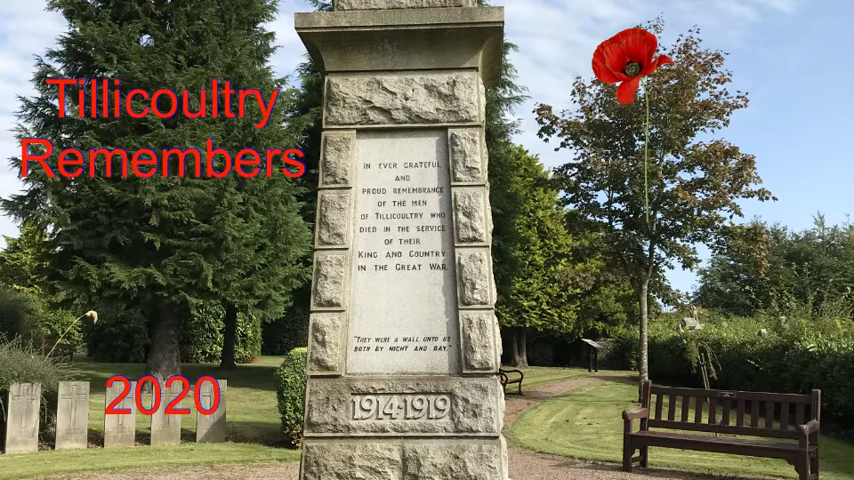 Tillicoultry
Remembers
IN EVER GRATEFUL
AND
PROUD REMEMBRANCE
OF THE MEN
OF TILLICOULTRY WHO
DIED IN THE SERVICE
OF THEIR
KING AND COUNTRY
IN THE GREAT WAR.
"THEY WERE A WALL UNTO US
BOTH BY NIGHT AND DAY."
2020
1914·1919